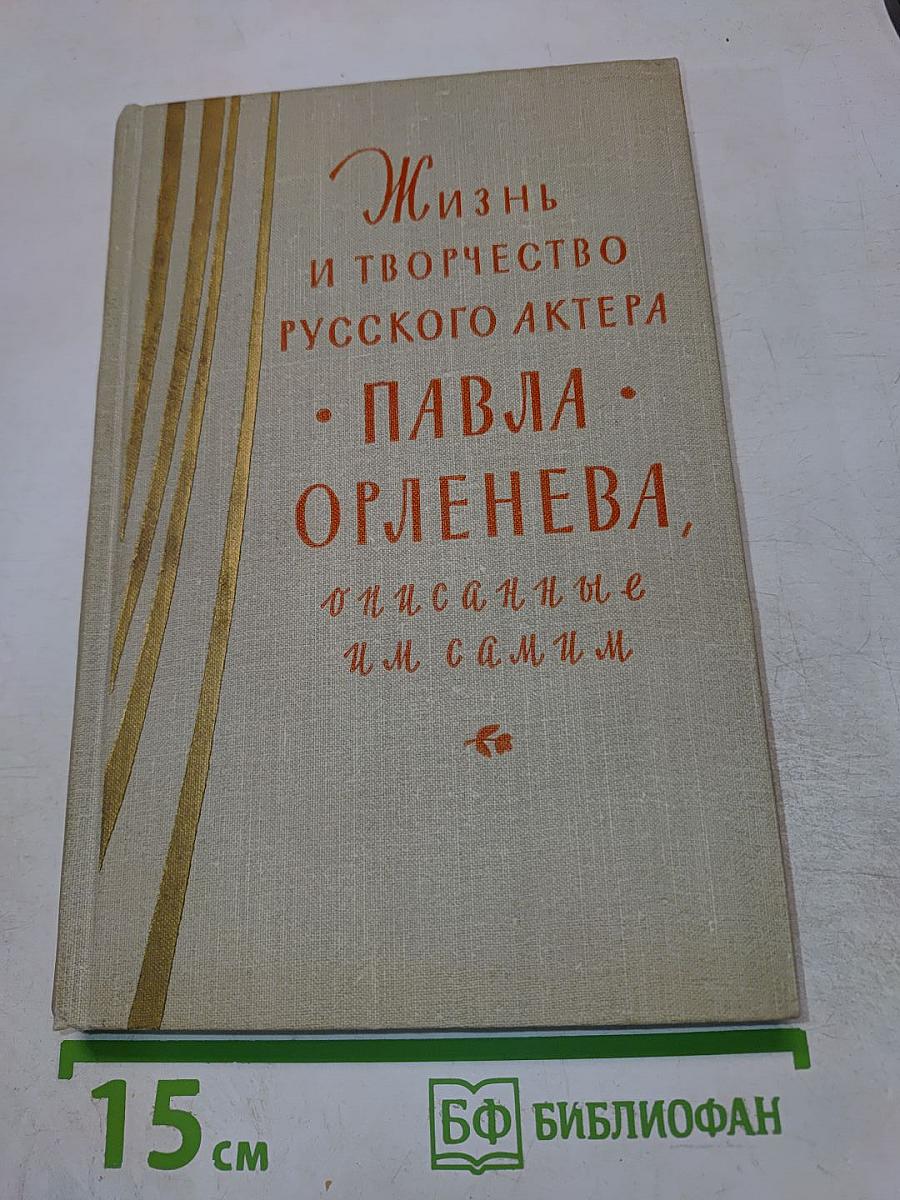 Жизнь
И ТВОРЧЕСТВО
РУССКОГО АКТЕРА
• ПАВЛА •
ОРЛЕНЕВА,
описанные
им самим
15 см
БФ БИБЛИОФАН